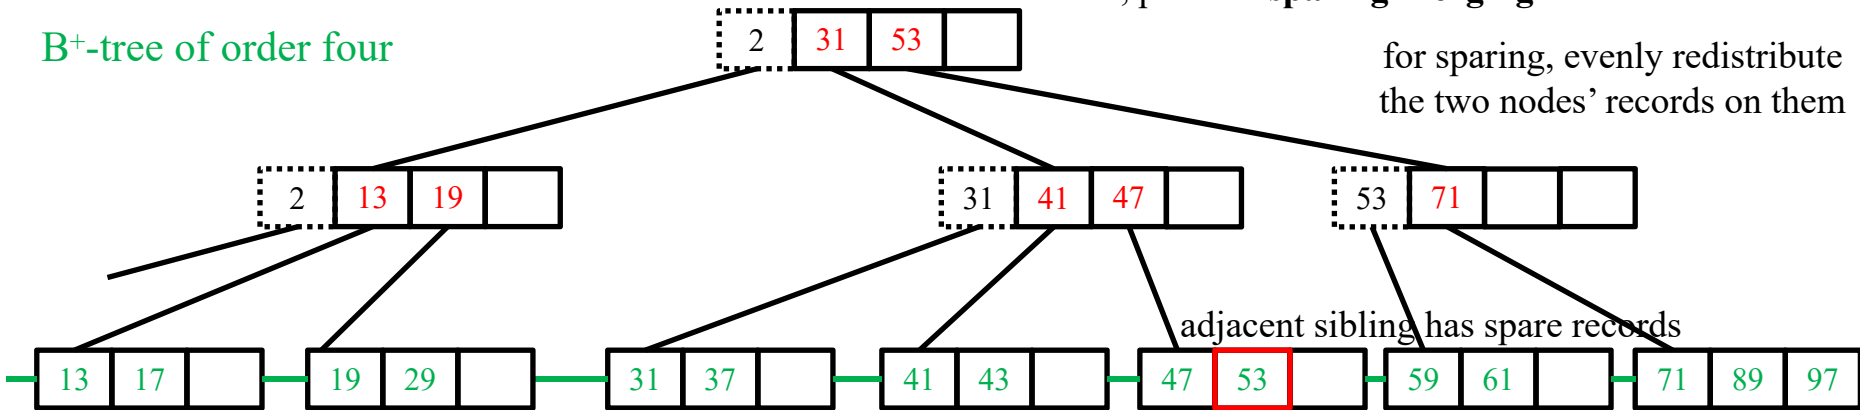 sparing merging
B+-tree of order four
2 31 53
for sparing, evenly redistribute
the two nodes’ records on them
2 13 19
31 41 47
53 71
adjacent sibling has spare records
13 17
19 29
31 37
41 43
47 53
59 61
71 89 97